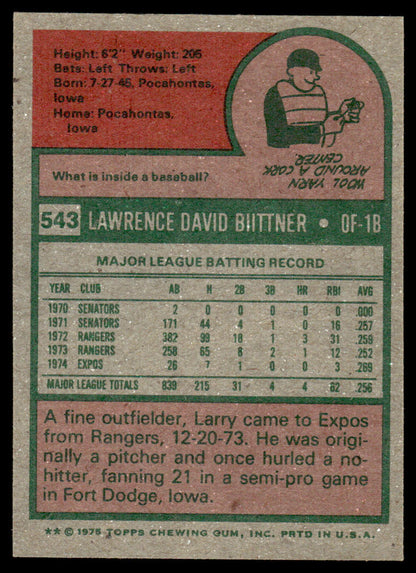 Height: 6'2" Weight: 205
Bats: Left Throws: Left
Born: 7-27-46, Pocahontas,
Iowa
Home: Pocahontas,
Iowa
What is inside a baseball?
WOOL YARN
AROUND A CORK
CENTER
543 LAWRENCE DAVID BIITTNER • OF-1B
MAJOR LEAGUE BATTING RECORD
YEAR CLUB AB H 2B 3B HR RBI AVG
1970 SENATORS 2 0 0 0 0 0 .000
1971 SENATORS 171 44 4 1 0 16 .257
1972 RANGERS 382 99 18 1 3 31 .259
1973 RANGERS 258 65 8 2 1 12 .252
1974 EXPOS 26 7 1 0 0 3 .269
MAJOR LEAGUE TOTALS 839 215 31 4 4 62 .256
A fine outfielder, Larry came to Expos
from Rangers, 12-20-73. He was origi-
nally a pitcher and once hurled a no-
hitter, fanning 21 in a semi-pro game
in Fort Dodge, Iowa.
** © 1975 TOPPS CHEWING GUM, INC. PRTD IN U.S.A.